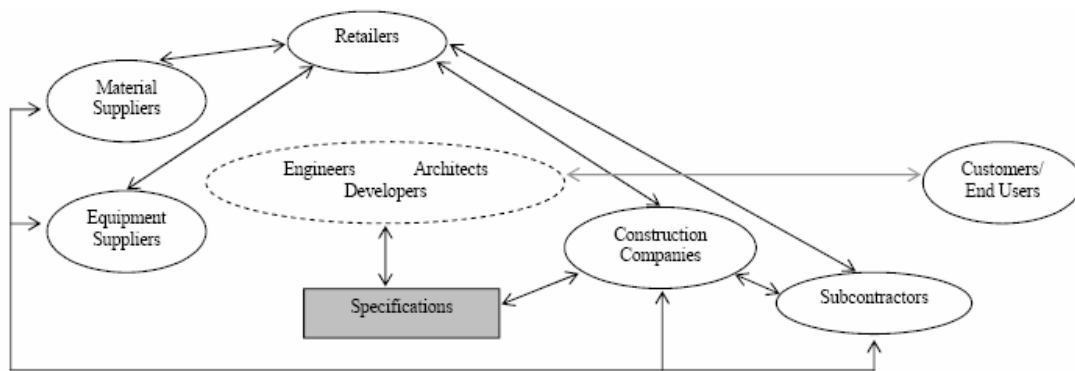 Retailers
Material
Suppliers
Engineers Architects
Developers
Customers/
End Users
Equipment
Suppliers
Construction
Companies
Specifications
Subcontractors